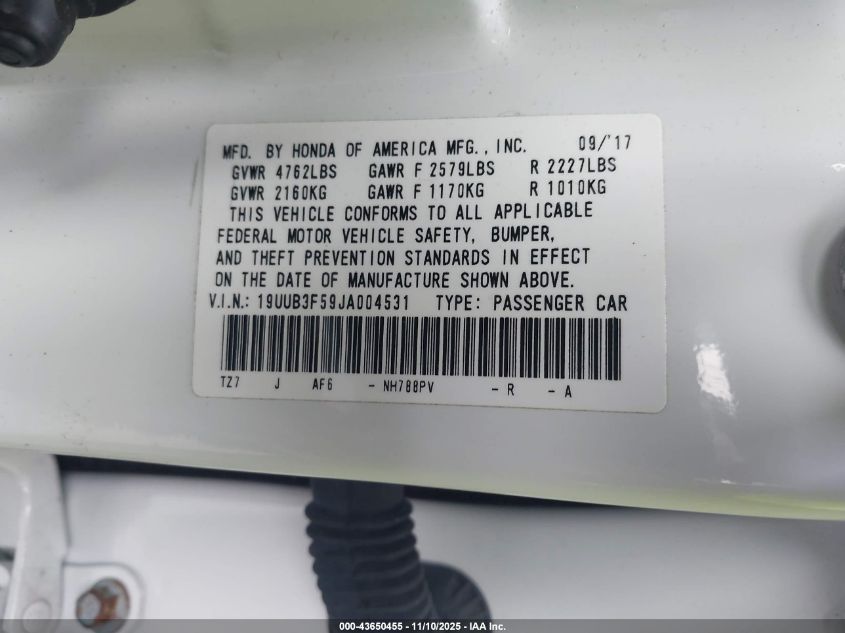 MFD. BY HONDA OF AMERICA MFG., INC. 09/'17
GVWR 4762LBS GAWR F 2579LBS R 2227LBS
GVWR 2160KG GAWR F 1170KG R 1010KG
THIS VEHICLE CONFORMS TO ALL APPLICABLE
FEDERAL MOTOR VEHICLE SAFETY, BUMPER,
AND THEFT PREVENTION STANDARDS IN EFFECT
ON THE DATE OF MANUFACTURE SHOWN ABOVE.
V.I.N.: 19UUB3F59JA004531 TYPE: PASSENGER CAR
TZ7 J AF6 - NH788PV - R - A
000-43650455 - 11/10/2025 - IAA Inc.